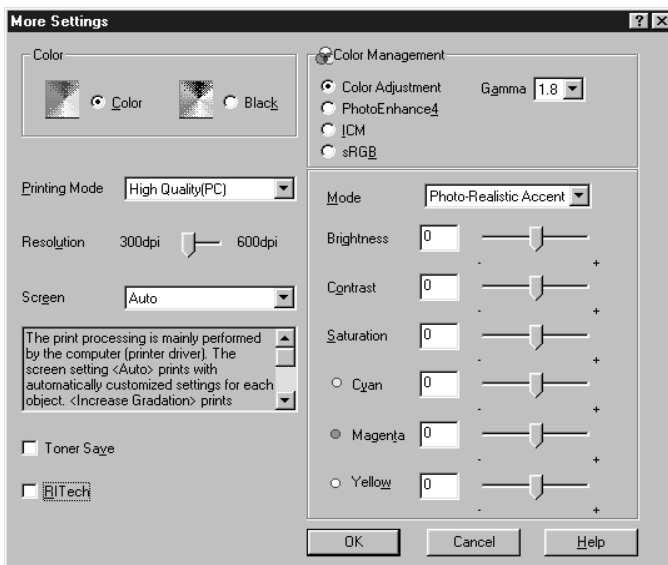 More Settings
Color
Color
Black
Printing Mode
High Quality(PC)
Resolution
300dpi
600dpi
Screen
Auto
The print processing is mainly performed
by the computer (printer driver). The
screen setting <Auto> prints with
automatically customized settings for each
object. <Increase Gradation> prints
Toner Save
RITech
Color Management
Color Adjustment
PhotoEnhance4
ICM
sRGB
Gamma
1.8
Mode
Photo-Realistic Accent
Brightness
0
- +
Contrast
0
- +
Saturation
0
- +
Cyan
0
- +
Magenta
0
- +
Yellow
0
- +
OK
Cancel
Help